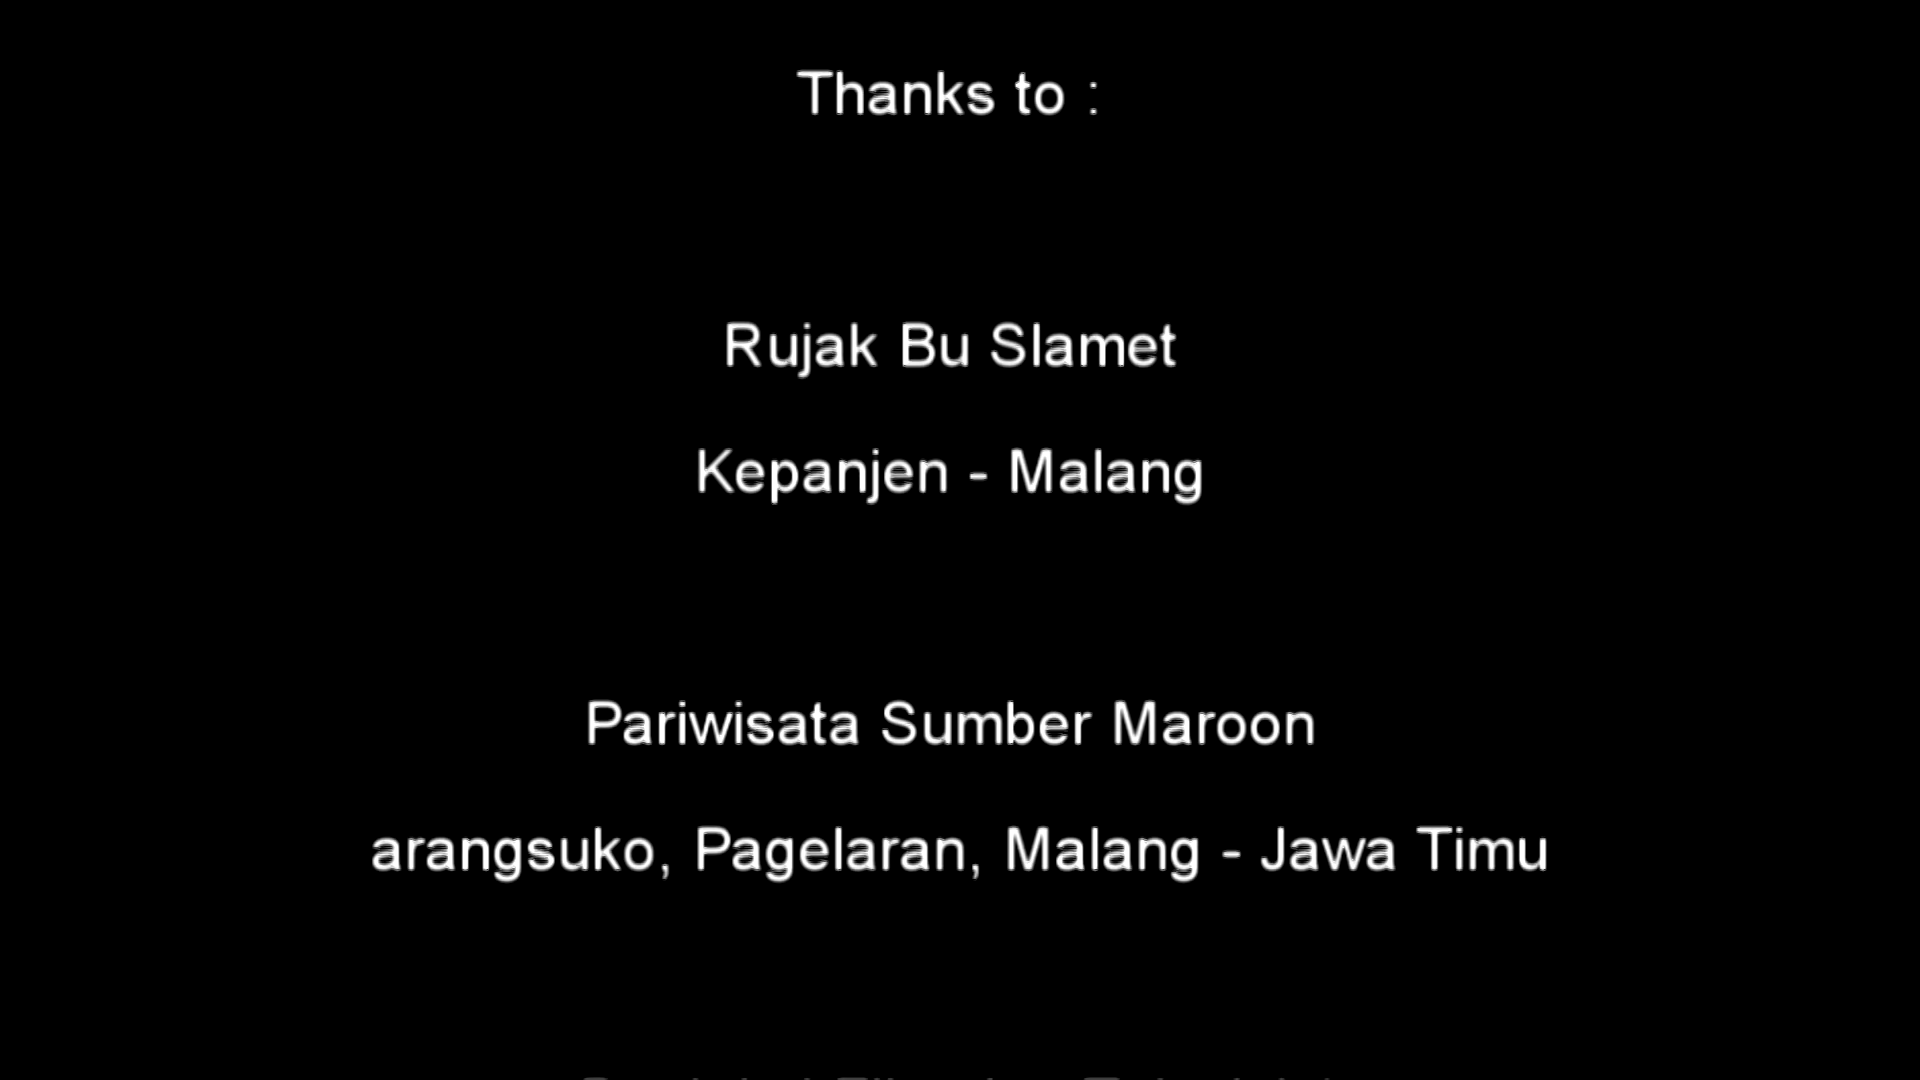 Thanks to :
Rujak Bu Slamet
Kepanjen - Malang
Pariwisata Sumber Maroon
arangsuko, Pagelaran, Malang - Jawa Timu